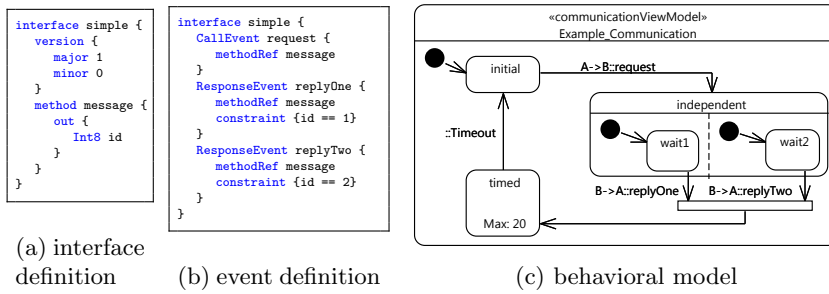 interface simple {
version {
major 1
minor 0
}
method message {
out {
Int8 id
}
}
}
(a) interface
definition
interface simple {
CallEvent request {
methodRef message
}
ResponseEvent replyOne {
methodRef message
constraint {id == 1}
}
ResponseEvent replyTwo {
methodRef message
constraint {id == 2}
}
}
(b) event definition
«communicationViewModel»
Example_Communication
initial
A->B::request
independent
wait1
wait2
::Timeout
timed
Max: 20
B->A::replyOne
B->A::replyTwo
(c) behavioral model